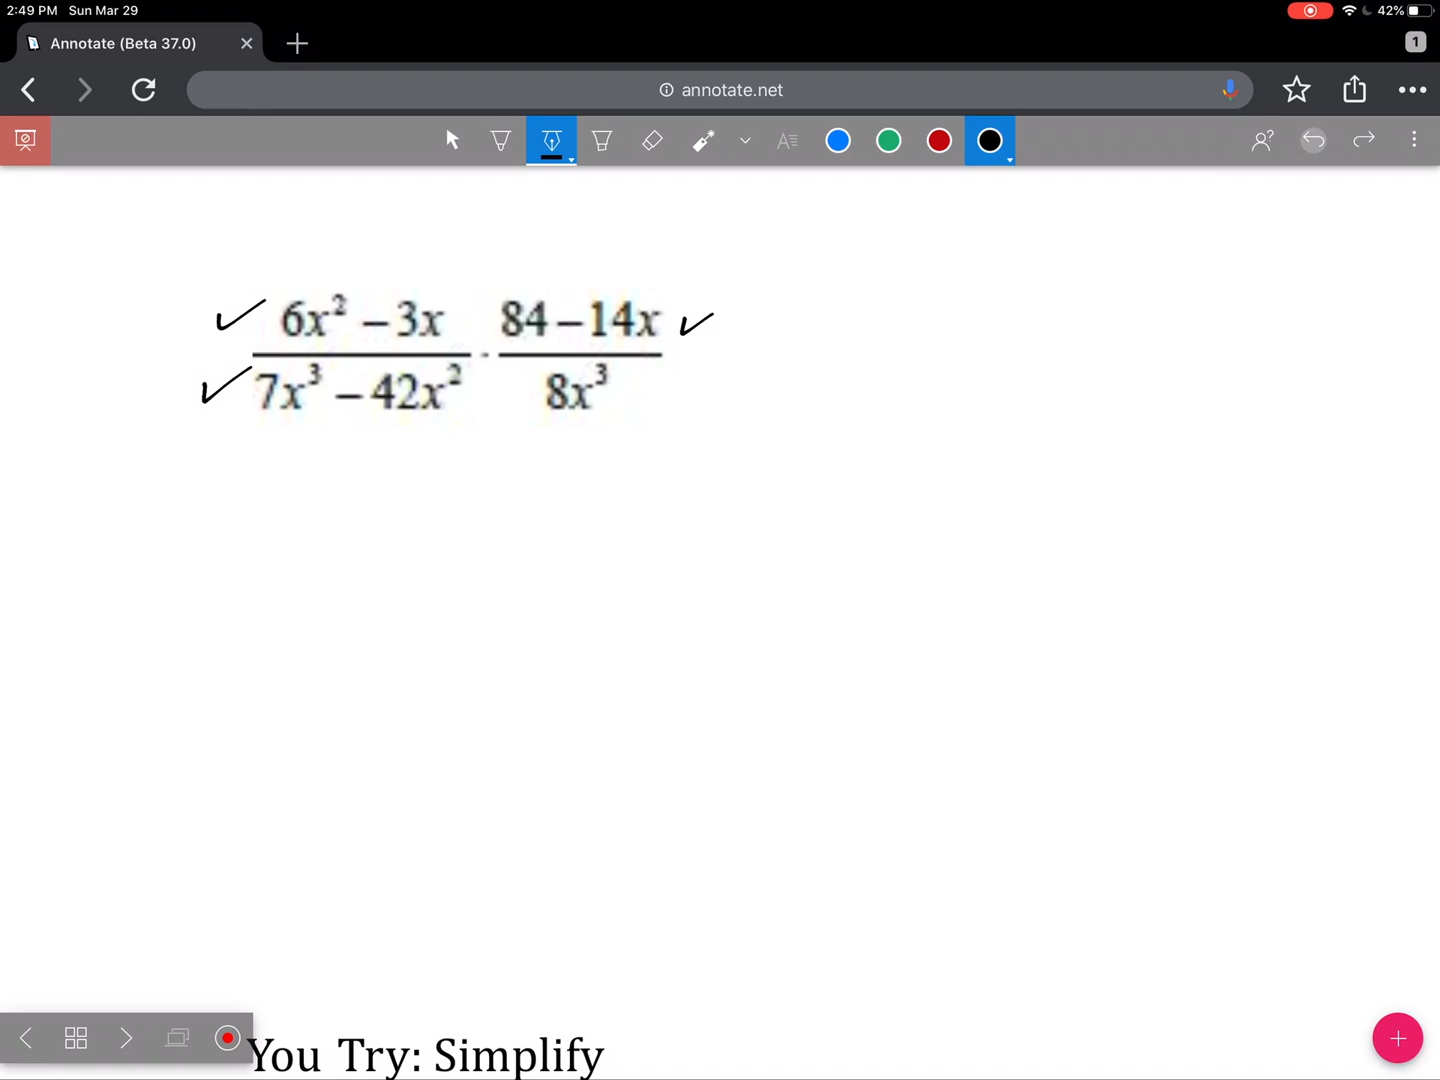 2:49 PM Sun Mar 29 42%
Annotate (Beta 37.0) 1
annotate.net
6x² – 3x 84 – 14x
7x³ – 42x² · 8x³
You Try: Simplify